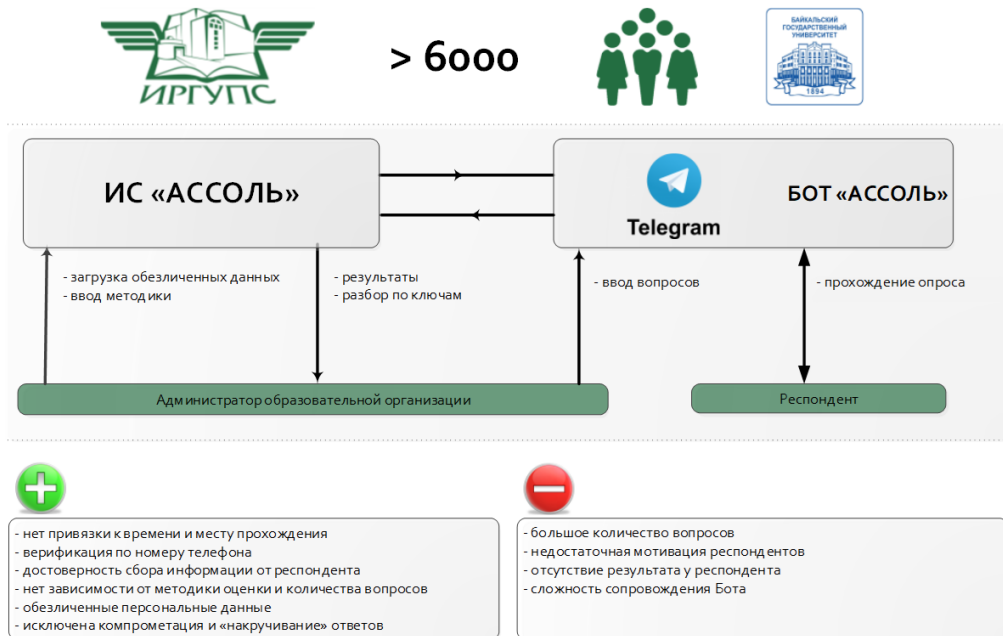 ИРГУПС
> 6000
БАЙКАЛЬСКИЙ
ГОСУДАРСТВЕННЫЙ
УНИВЕРСИТЕТ
1894
ИС «АССОЛЬ»
Telegram
БОТ «АССОЛЬ»
- загрузка обезличенных данных
- ввод методики
- результаты
- разбор по ключам
- ввод вопросов
- прохождение опроса
Администратор образовательной организации
Респондент
- нет привязки к времени и месту прохождения
- верификация по номеру телефона
- достоверность сбора информации от респондента
- нет зависимости от методики оценки и количества вопросов
- обезличенные персональные данные
- исключена компрометация и «накручивание» ответов
- большое количество вопросов
- недостаточная мотивация респондентов
- отсутствие результата у респондента
- сложность сопровождения Бота